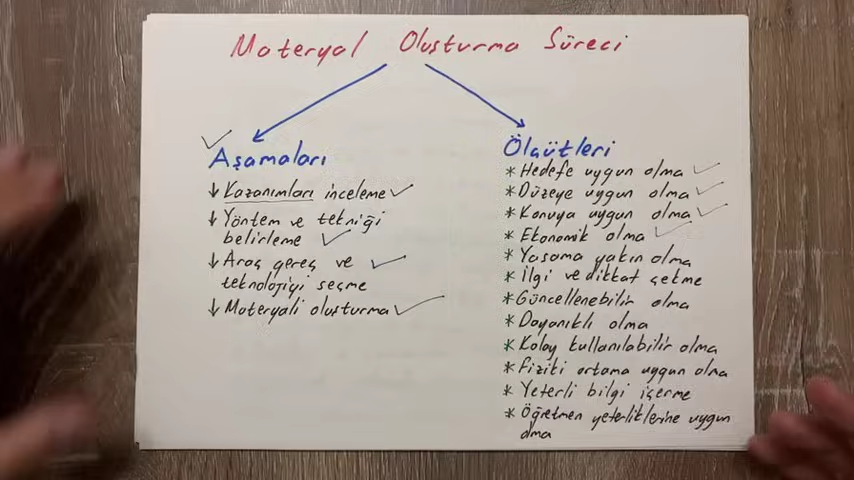 Materyal Oluşturma Süreci
Aşamaları
Kazanımları inceleme
Yöntem ve tekniği
belirleme
Araç gereç ve
teknolojiyi seçme
Materyali oluşturma
Ölçütleri
* Hedefe uygun olma
* Düzeye uygun olma
* Konuya uygun olma
* Ekonomik olma
* Yaşama yakın olma
* İlgi ve dikkat çekme
* Güncellenebilir olma
* Dayanıklı olma
* Kolay kullanılabilir olma
* Fiziki ortama uygun olma
* Yeterli bilgi içerme
* Öğretmen yeterliklerine uygun
olma